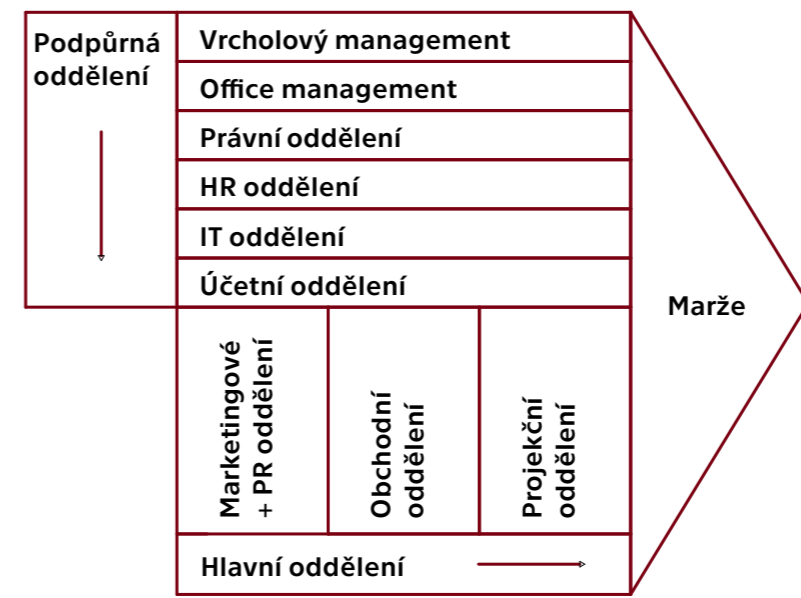 Podpůrná
oddělení
Vrcholový management
Office management
Právní oddělení
HR oddělení
IT oddělení
Účetní oddělení
Marže
Marketingové
+ PR oddělení
Obchodní
oddělení
Projekční
oddělení
Hlavní oddělení